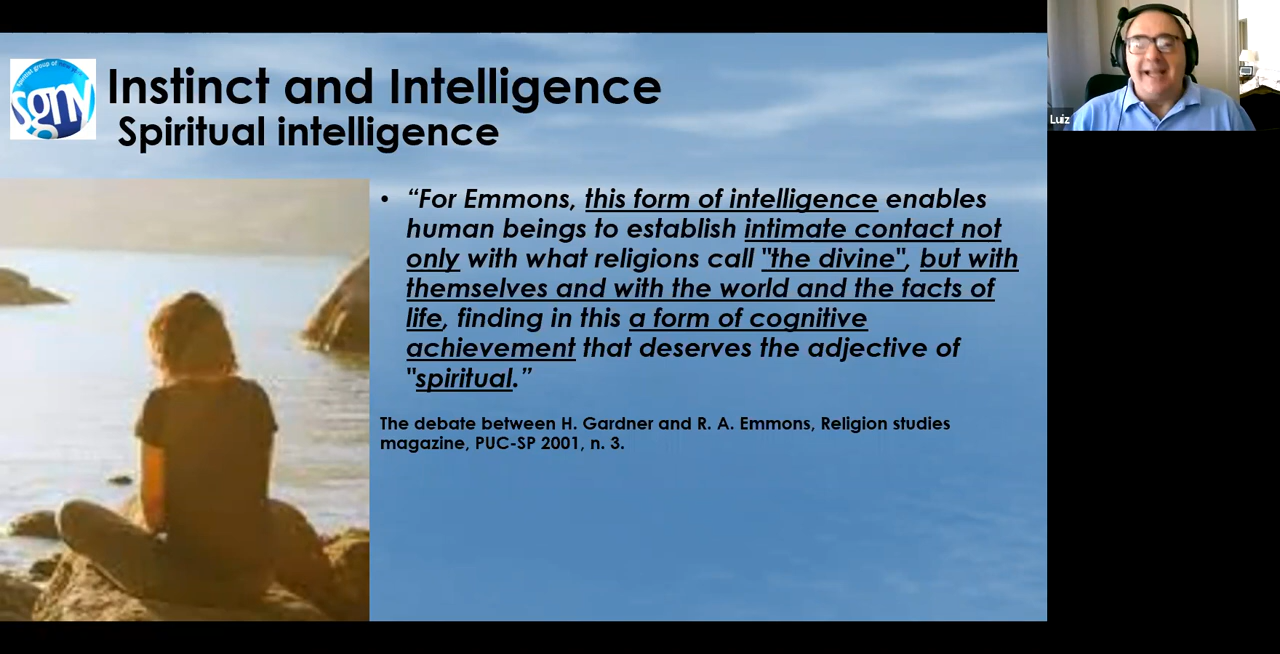 sgny
Instinct and Intelligence
Spiritual intelligence
Luiz
• “For Emmons, this form of intelligence enables
human beings to establish intimate contact not
only with what religions call "the divine", but with
themselves and with the world and the facts of
life, finding in this a form of cognitive
achievement that deserves the adjective of
"spiritual.”
The debate between H. Gardner and R. A. Emmons, Religion studies
magazine, PUC-SP 2001, n. 3.